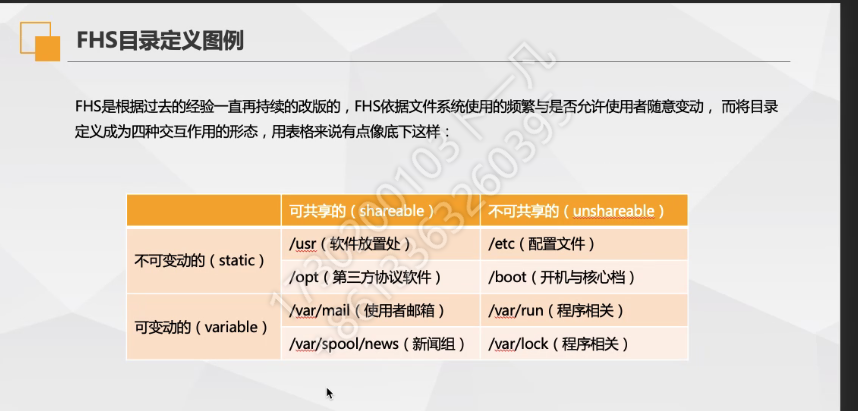 FHS目录定义图例
FHS是根据过去的经验一直再持续的改版的，FHS依据文件系统使用的频繁与是否允许使用者随意变动， 而将目录
定义成为四种交互作用的形态，用表格来说有点像底下这样：
可共享的（shareable） 不可共享的（unshareable）
不可变动的（static） /usr（软件放置处） /etc（配置文件）
/opt（第三方协议软件） /boot（开机与核心档）
可变动的（variable） /var/mail（使用者邮箱） /var/run（程序相关）
/var/spool/news（新闻组） /var/lock（程序相关）